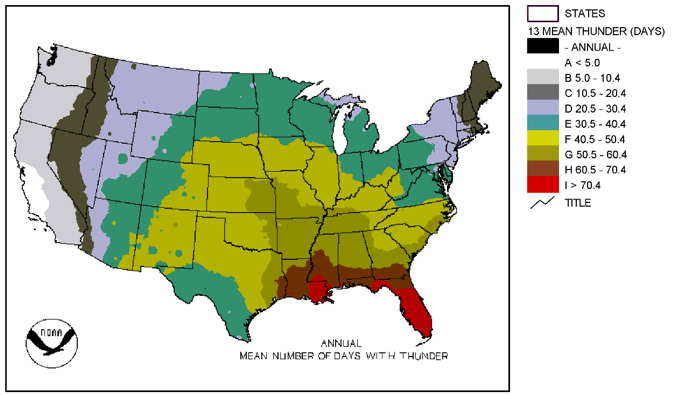 STATES
13 MEAN THUNDER (DAYS)
- ANNUAL -
A < 5.0
B 5.0 - 10.4
C 10.5 - 20.4
D 20.5 - 30.4
E 30.5 - 40.4
F 40.5 - 50.4
G 50.5 - 60.4
H 60.5 - 70.4
I > 70.4
TITLE
NOAA
ANNUAL
MEAN NUMBER OF DAYS WITH THUNDER